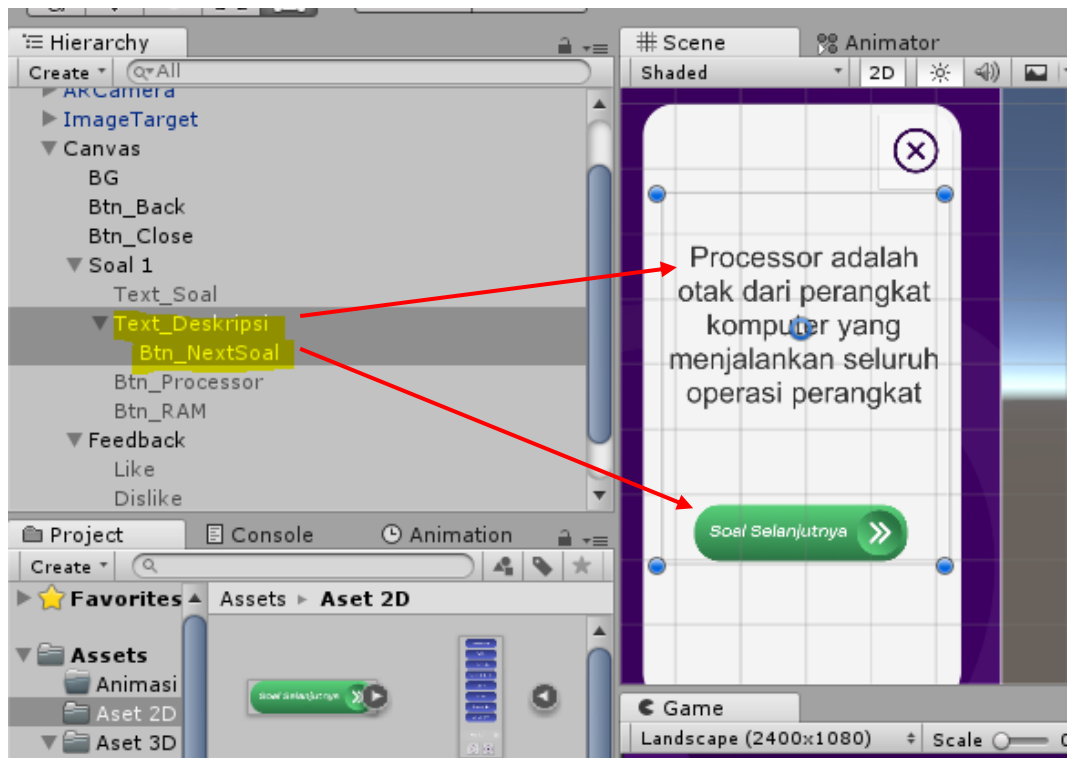 Hierarchy
Create
All
ARCamera
ImageTarget
Canvas
BG
Btn_Back
Btn_Close
Soal 1
Text_Soal
Text_Deskripsi
Btn_NextSoal
Btn_Processor
Btn_RAM
Feedback
Like
Dislike
Scene
Animator
Shaded
2D
Processor adalah
otak dari perangkat
komputer yang
menjalankan seluruh
operasi perangkat
Soal Selanjutnya
Project
Console
Animation
Create
Favorites
Assets
Animasi
Aset 2D
Aset 3D
Assets ▸ Aset 2D
Soal Selanjutnya
Game
Landscape (2400x1080)
Scale